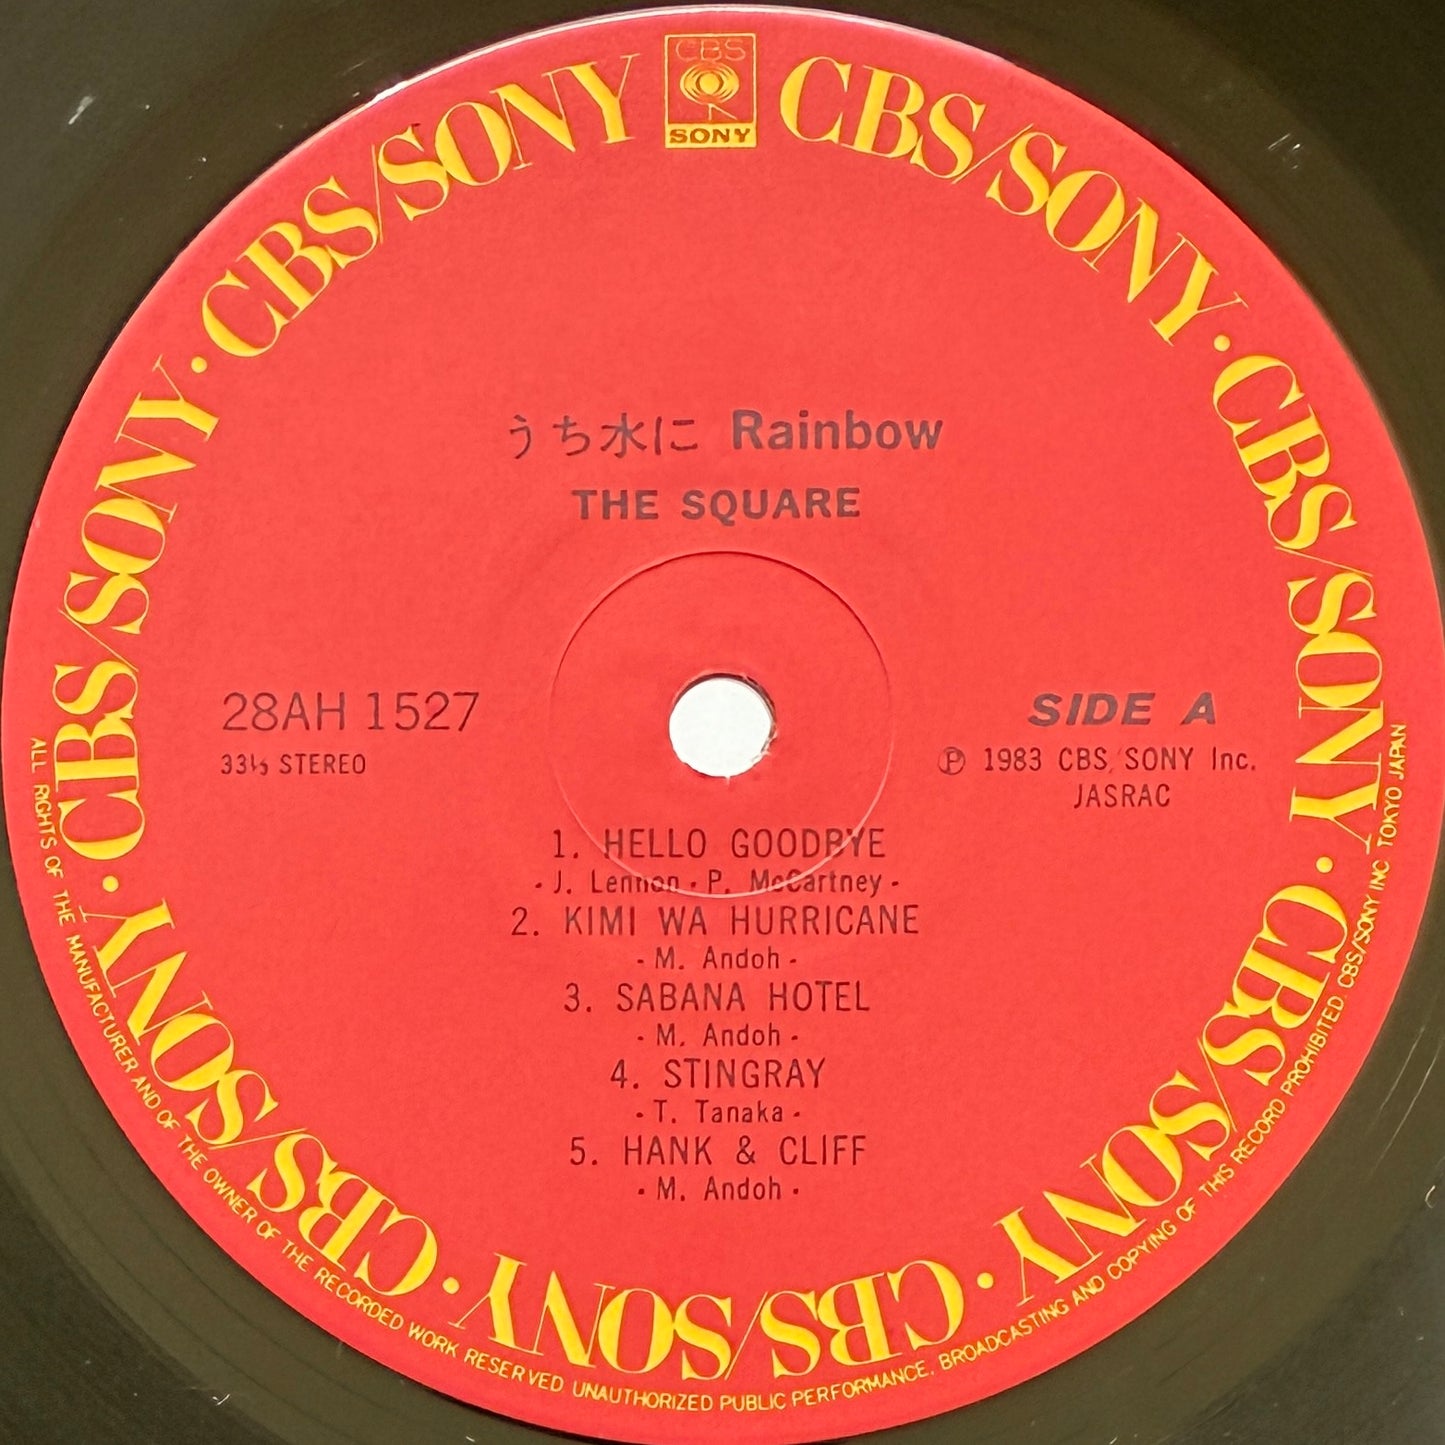 CBS
SONY
CBS/SONY · CBS/SONY · CBS/SONY · CBS/SONY · CBS/SONY · CBS/SONY · CBS/SONY
うち水に Rainbow
THE SQUARE
28AH 1527
33⅓ STEREO
SIDE A
Ⓟ 1983 CBS/SONY Inc.
JASRAC
1. HELLO GOODBYE
· J. Lennon · P. McCartney ·
2. KIMI WA HURRICANE
· M. Andoh ·
3. SABANA HOTEL
· M. Andoh ·
4. STINGRAY
· T. Tanaka ·
5. HANK & CLIFF
· M. Andoh ·
ALL RIGHTS OF THE MANUFACTURER AND OF THE OWNER OF THE RECORDED WORK RESERVED. UNAUTHORIZED PUBLIC PERFORMANCE, BROADCASTING AND COPYING OF THIS RECORD PROHIBITED. CBS/SONY INC TOKYO JAPAN